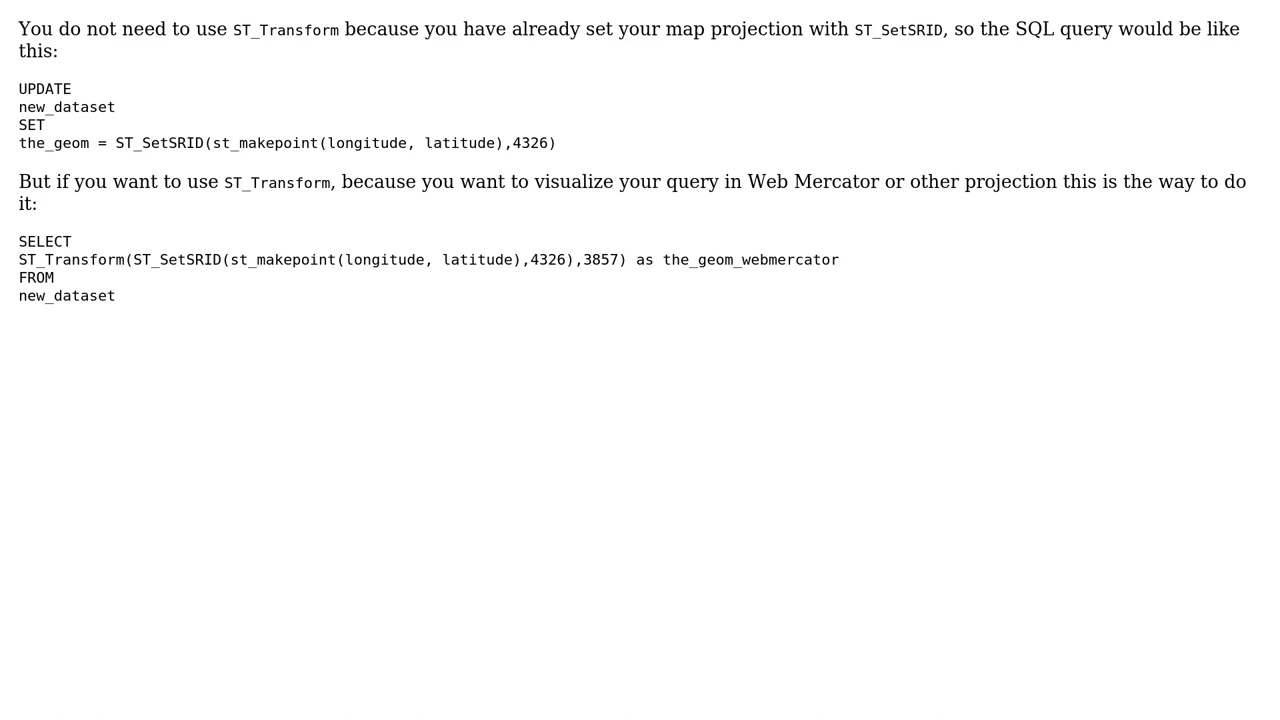 You do not need to use ST_Transform because you have already set your map projection with ST_SetSRID, so the SQL query would be like
this:
UPDATE
new_dataset
SET
the_geom = ST_SetSRID(st_makepoint(longitude, latitude),4326)
But if you want to use ST_Transform, because you want to visualize your query in Web Mercator or other projection this is the way to do
it:
SELECT
ST_Transform(ST_SetSRID(st_makepoint(longitude, latitude),4326),3857) as the_geom_webmercator
FROM
new_dataset